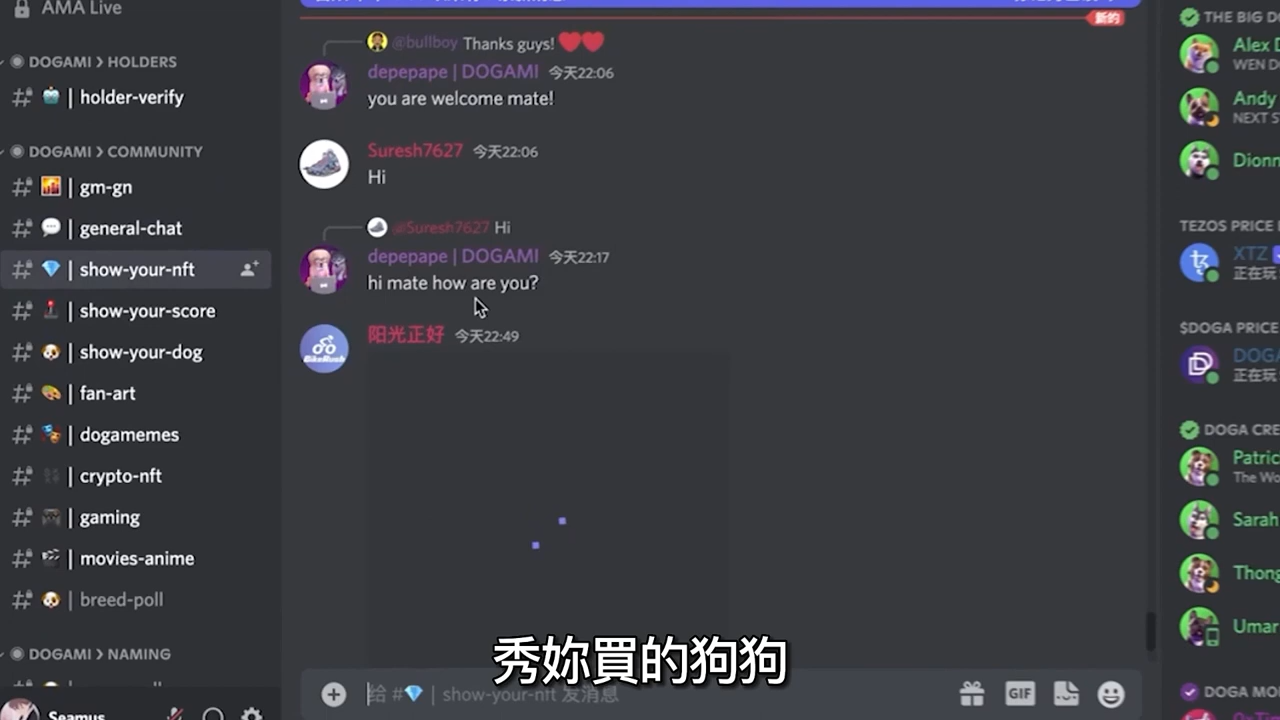 AMA Live
DOGAMI > HOLDERS
holder-verify
DOGAMI > COMMUNITY
gm-gn
general-chat
show-your-nft
show-your-score
show-your-dog
fan-art
dogamemes
crypto-nft
gaming
movies-anime
breed-poll
DOGAMI > NAMING
Seamus
新的
@bullboy Thanks guys! ❤️❤️
depepape | DOGAMI 今天22:06
you are welcome mate!
Suresh7627 今天22:06
Hi
@Suresh7627 Hi
depepape | DOGAMI 今天22:17
hi mate how are you?
阳光正好 今天22:49
BikeRush
秀妳買的狗狗
给 #💎 | show-your-nft 发消息
GIF
THE BIG D
Alex D
WEN D
Andy
NEXT S
Dionn
TEZOS PRICE
XTZ
正在玩
$DOGA PRICE
DOGA
正在玩
DOGA CRE
Patric
The Wo
Sarah
Thong
Umar
DOGA MO